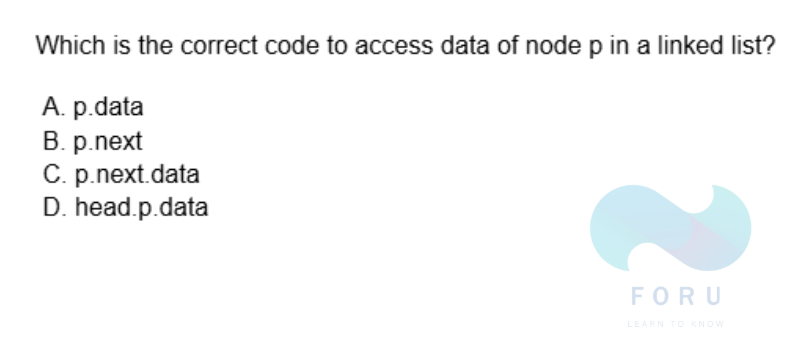 Which is the correct code to access data of node p in a linked list?
A. p.data
B. p.next
C. p.next.data
D. head.p.data
FORU
LEARN TO KNOW